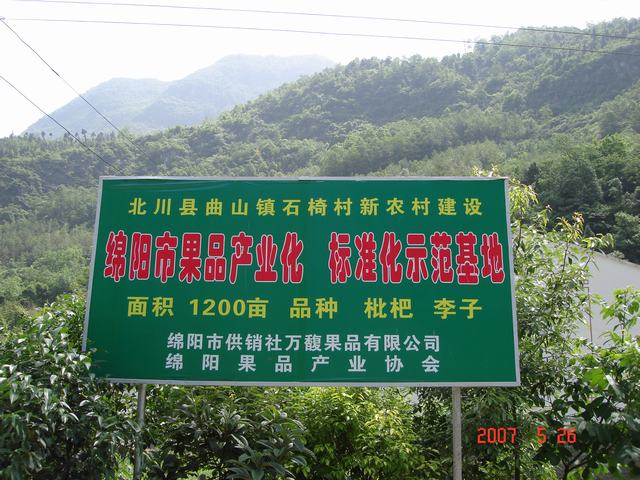 北川县曲山镇石椅村新农村建设
绵阳市果品产业化 标准化示范基地
面积 1200亩 品种 枇杷 李子
绵阳市供销社万馥果品有限公司
绵阳果品产业协会
2007 5 26